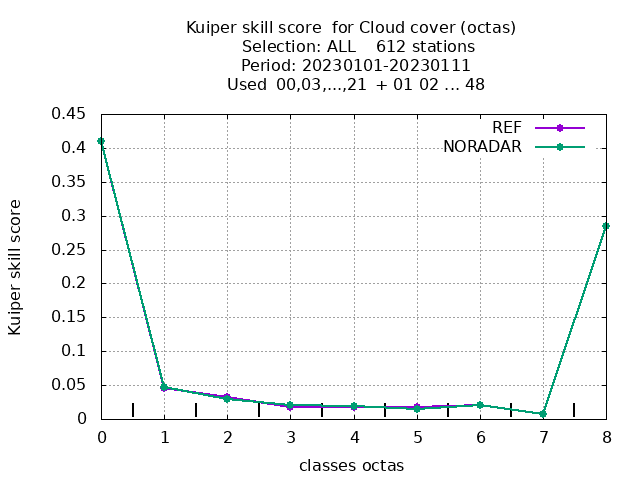 Kuiper skill score  for Cloud cover (octas)
Selection: ALL    612 stations
Period: 20230101-20230111
Used  00,03,...,21  + 01 02 ... 48
REF
NORADAR
0.45
0.4
0.35
0.3
0.25
0.2
0.15
0.1
0.05
0
Kuiper skill score
0 1 2 3 4 5 6 7 8
classes octas